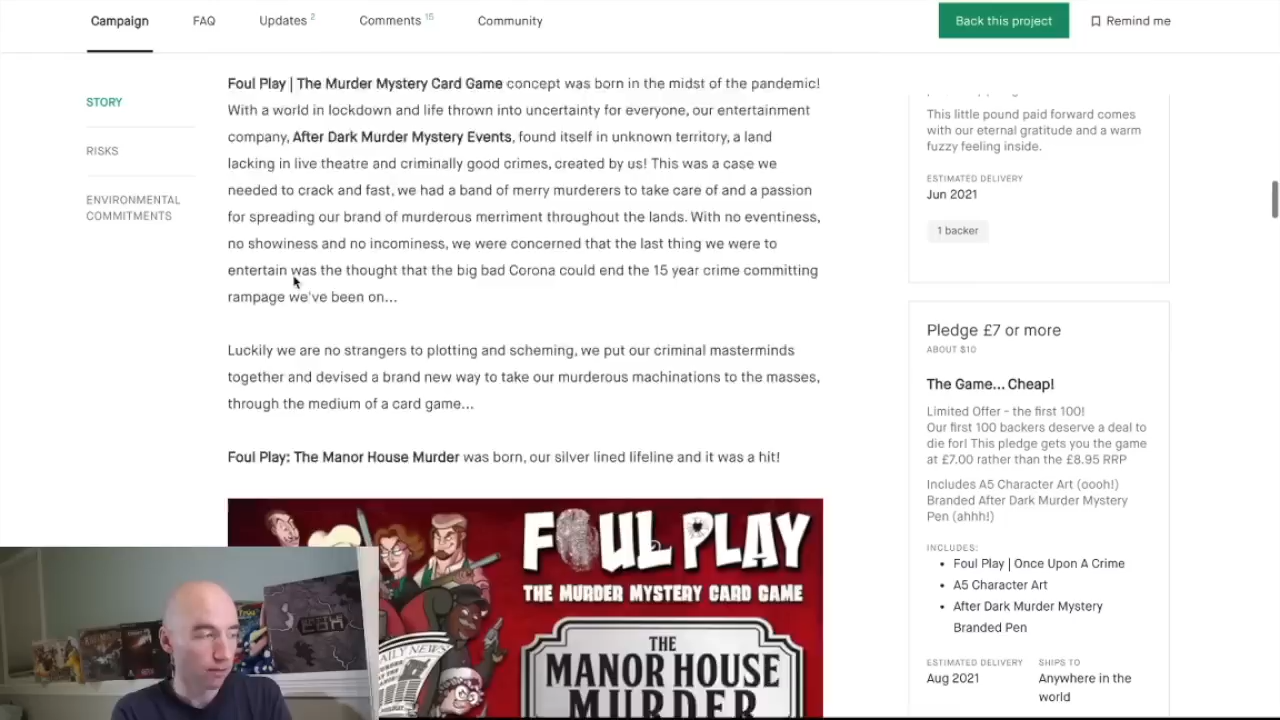 Campaign
FAQ
Updates 2
Comments 15
Community
Back this project
Remind me
STORY
RISKS
ENVIRONMENTAL
COMMITMENTS
Foul Play | The Murder Mystery Card Game concept was born in the midst of the pandemic!
With a world in lockdown and life thrown into uncertainty for everyone, our entertainment
company, After Dark Murder Mystery Events, found itself in unknown territory, a land
lacking in live theatre and criminally good crimes, created by us! This was a case we
needed to crack and fast, we had a band of merry murderers to take care of and a passion
for spreading our brand of murderous merriment throughout the lands. With no eventiness,
no showiness and no incominess, we were concerned that the last thing we were to
entertain was the thought that the big bad Corona could end the 15 year crime committing
rampage we've been on...
Luckily we are no strangers to plotting and scheming, we put our criminal masterminds
together and devised a brand new way to take our murderous machinations to the masses,
through the medium of a card game...
Foul Play: The Manor House Murder was born, our silver lined lifeline and it was a hit!
FOUL PLAY
THE MURDER MYSTERY CARD GAME
THE
MANOR HOUSE
MURDER
DAILY NEWS
This little pound paid forward comes
with our eternal gratitude and a warm
fuzzy feeling inside.
ESTIMATED DELIVERY
Jun 2021
1 backer
Pledge £7 or more
ABOUT $10
The Game... Cheap!
Limited Offer - the first 100!
Our first 100 backers deserve a deal to
die for! This pledge gets you the game
at £7.00 rather than the £8.95 RRP
Includes A5 Character Art (oooh!)
Branded After Dark Murder Mystery
Pen (ahhh!)
INCLUDES:
• Foul Play | Once Upon A Crime
• A5 Character Art
• After Dark Murder Mystery
Branded Pen
ESTIMATED DELIVERY
Aug 2021
SHIPS TO
Anywhere in the
world